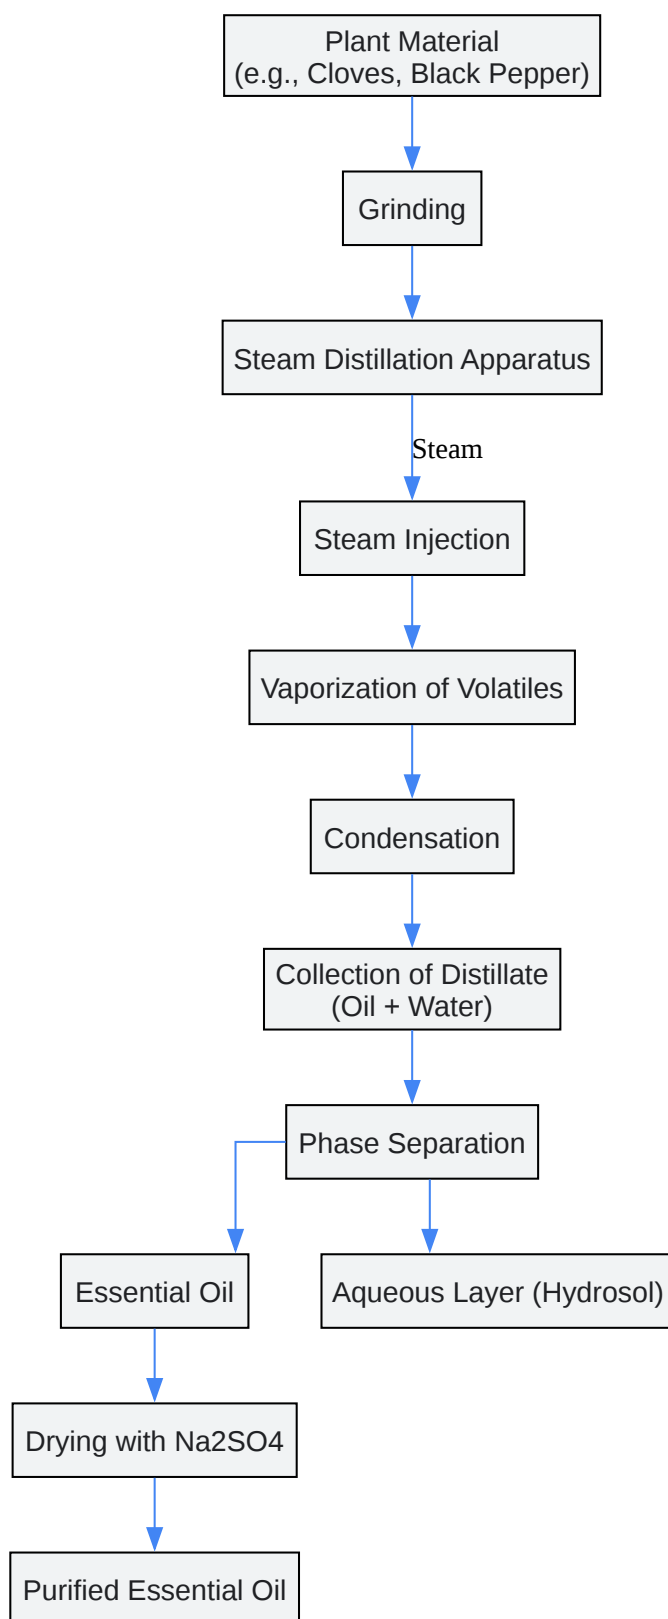 Plant Material
(e.g., Cloves, Black Pepper)
Grinding
Steam Distillation Apparatus
Steam
Steam Injection
Vaporization of Volatiles
Condensation
Collection of Distillate
(Oil + Water)
Phase Separation
Essential Oil
Aqueous Layer (Hydrosol)
Drying with Na2SO4
Purified Essential Oil